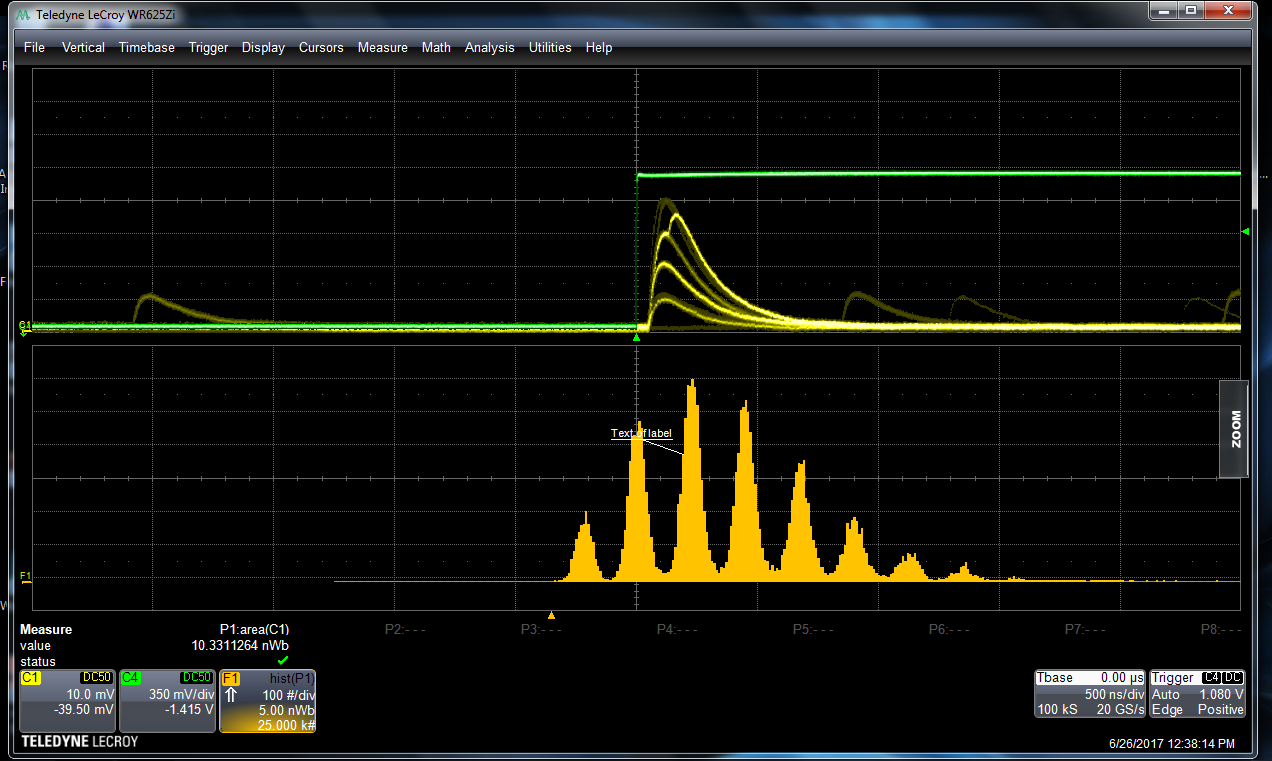 Teledyne LeCroy WR625Zi
File Vertical Timebase Trigger Display Cursors Measure Math Analysis Utilities Help
C1
ZOOM
Text of label
F1
Measure P1:area(C1) P2:- - - P3:- - - P4:- - - P5:- - - P6:- - - P7:- - - P8:- - -
value 10.3311264 nWb
status
C1 DC50
10.0 mV
-39.50 mV
C4 DC50
350 mV/div
-1.415 V
F1 hist(P1)
100 #/div
5.00 nWb
25.000 k#
Tbase 0.00 µs
500 ns/div
100 kS 20 GS/s
Trigger C4 DC
Auto 1.080 V
Edge Positive
TELEDYNE LECROY
6/26/2017 12:38:14 PM